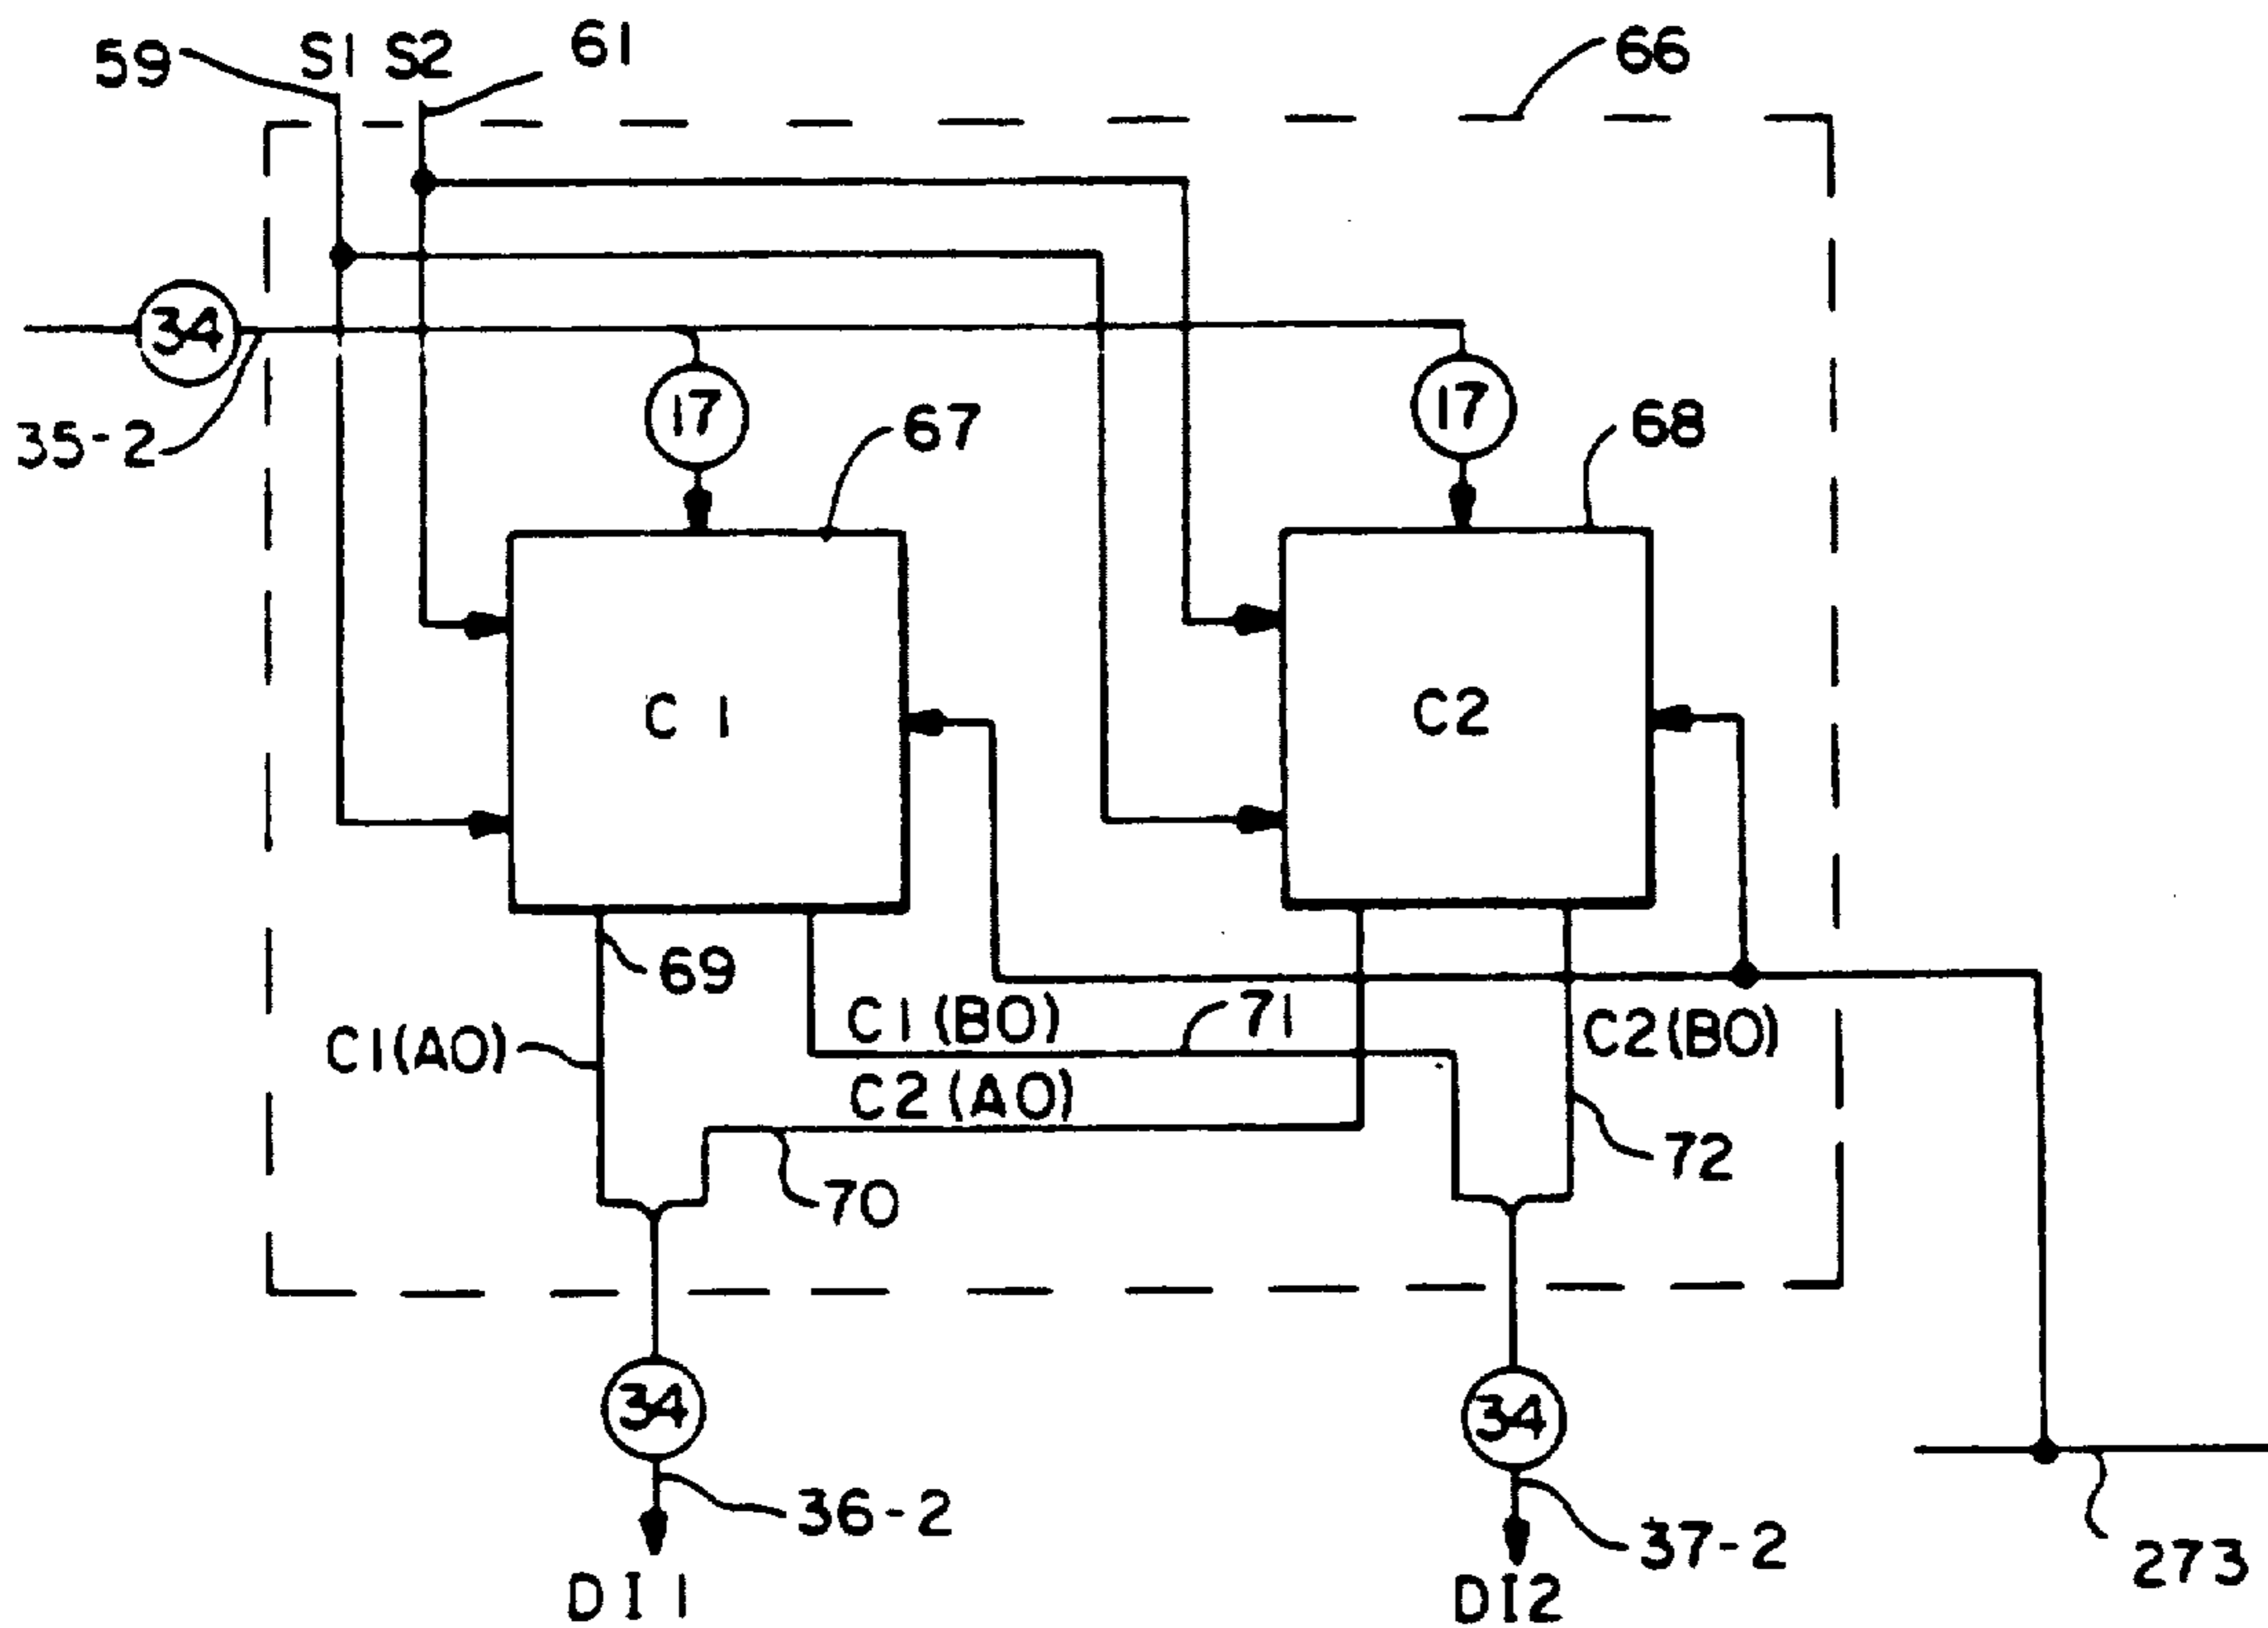 59 S1 S2 61 66
34
35-2
17 17
67 68
C1 C2
69
C1(AO) C1(BO) 71 C2(BO)
C2(AO)
70 72
34 34
36-2 37-2
DI1 DI2 273